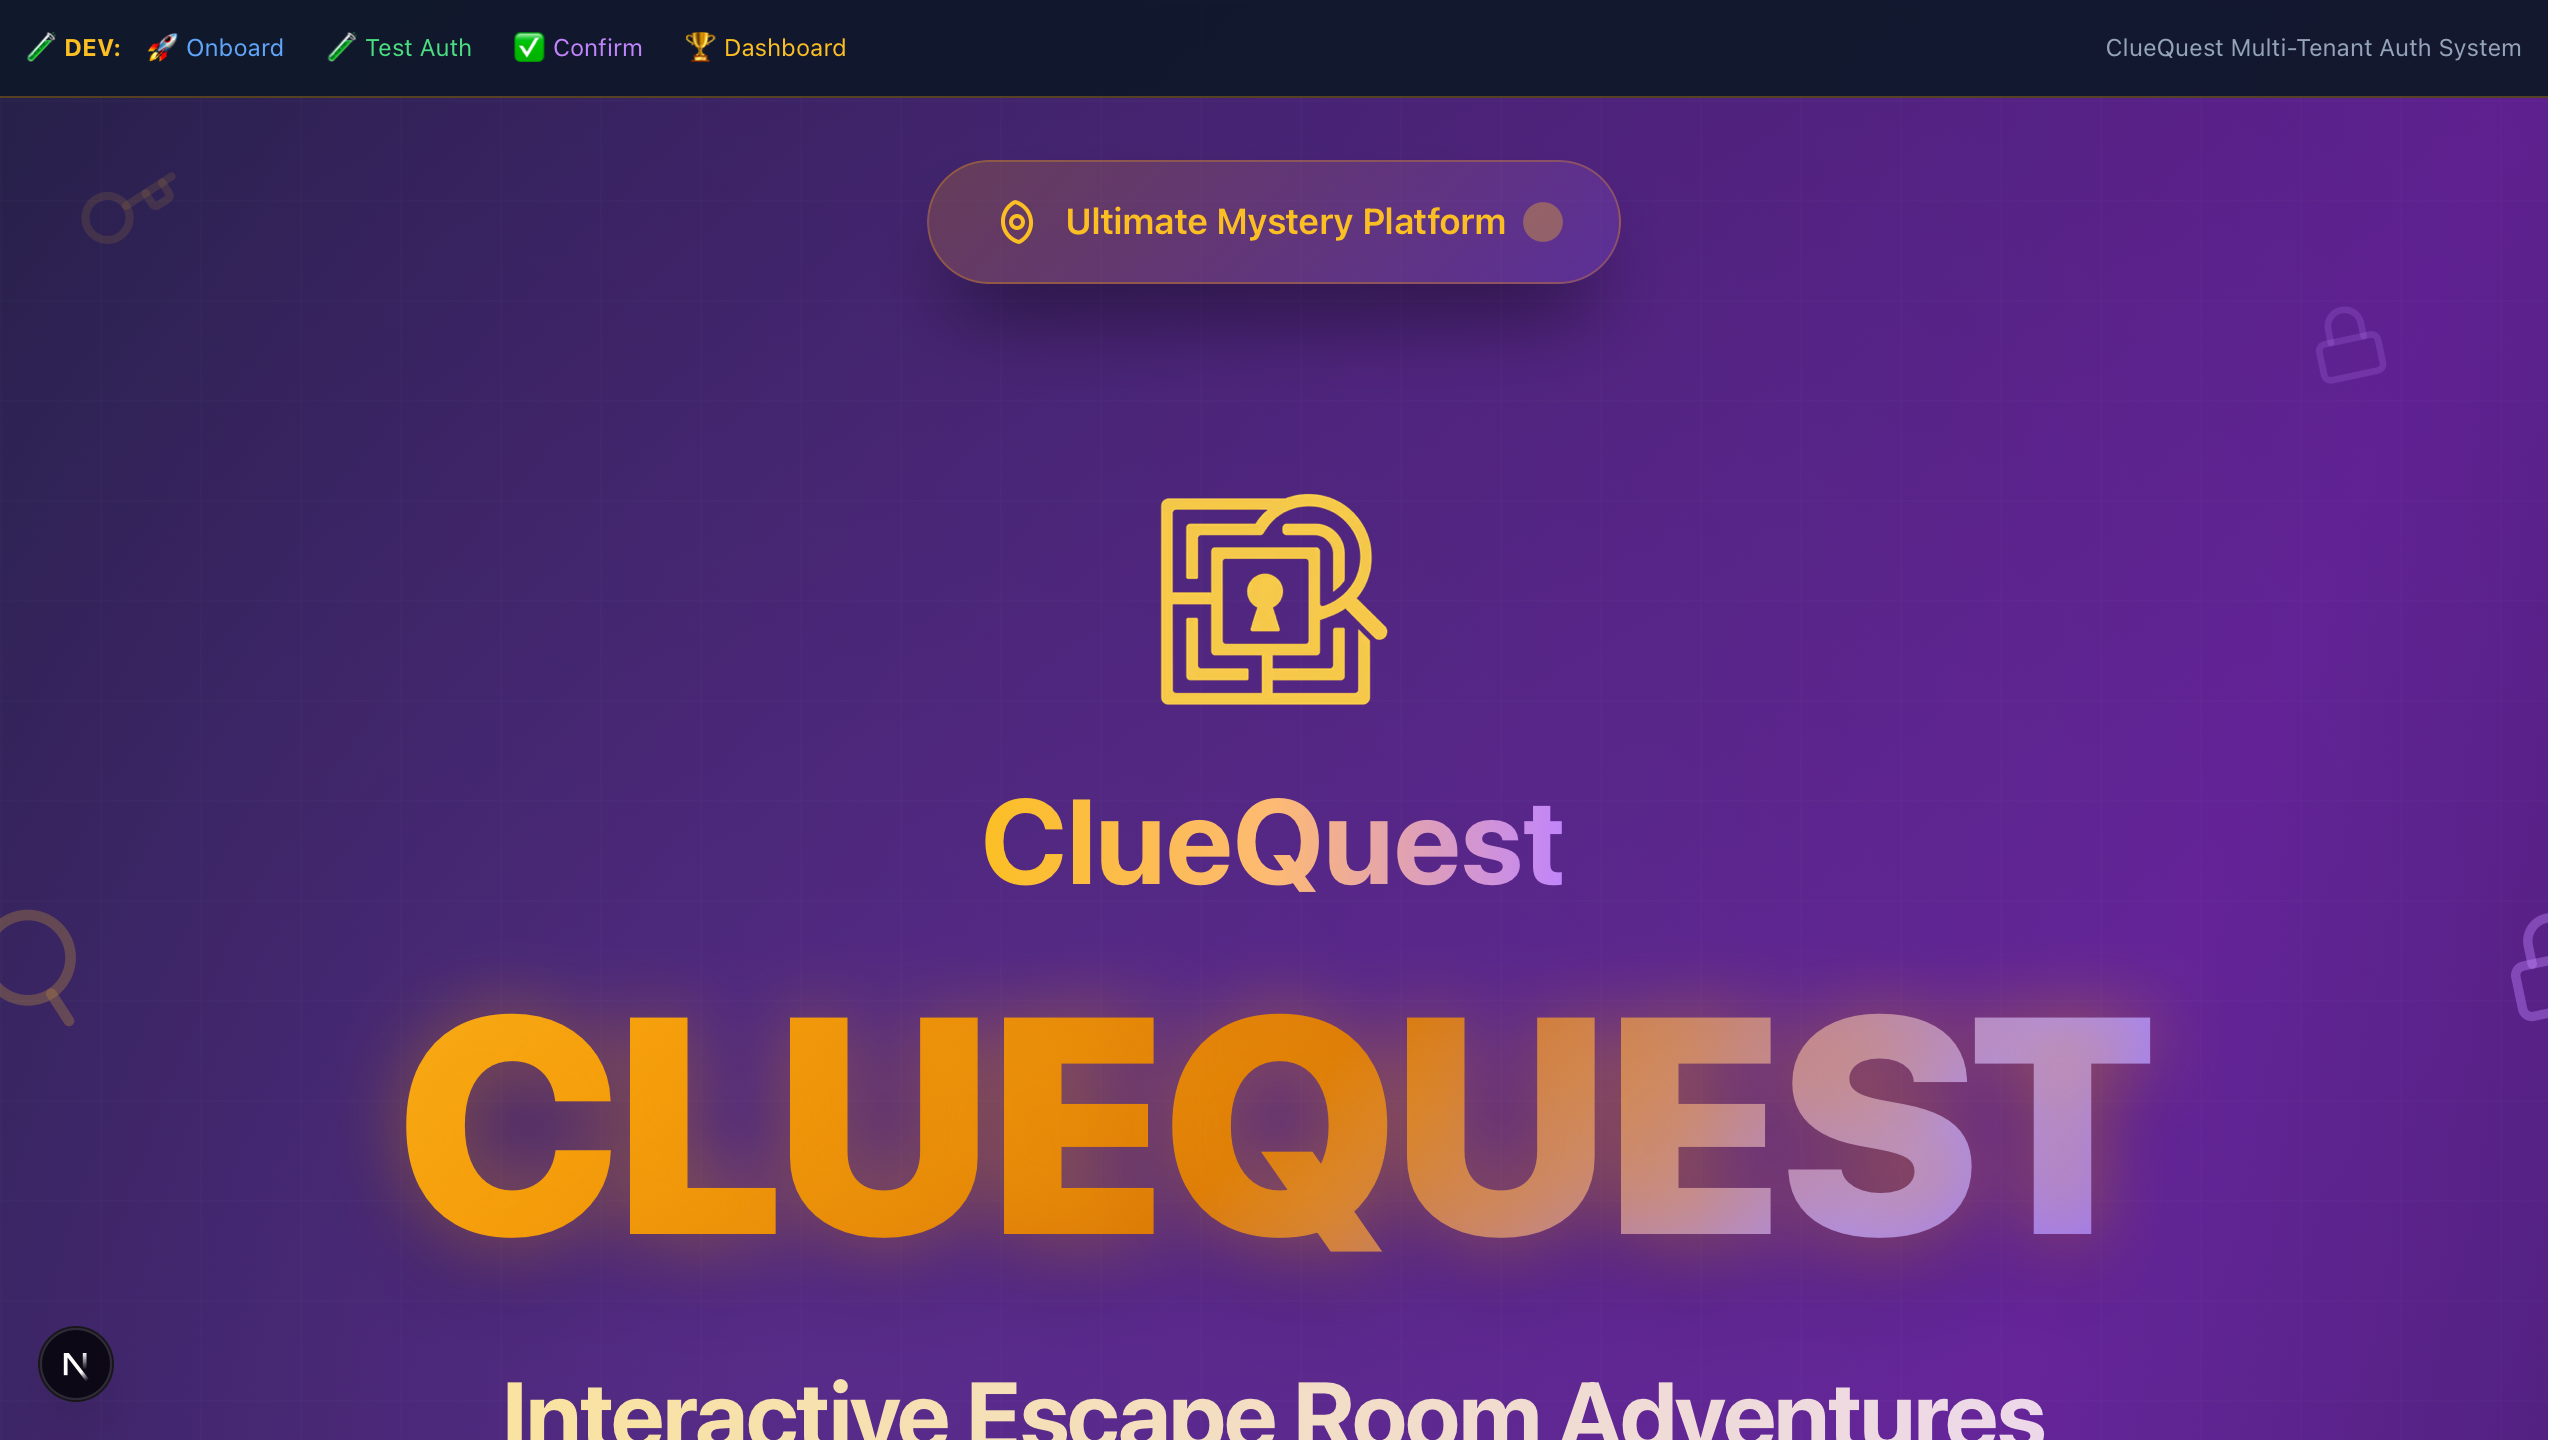 🧪 DEV: 🚀 Onboard 🧪 Test Auth ✅ Confirm 🏆 Dashboard ClueQuest Multi-Tenant Auth System
Ultimate Mystery Platform
ClueQuest
CLUEQUEST
N
Interactive Escape Room Adventures